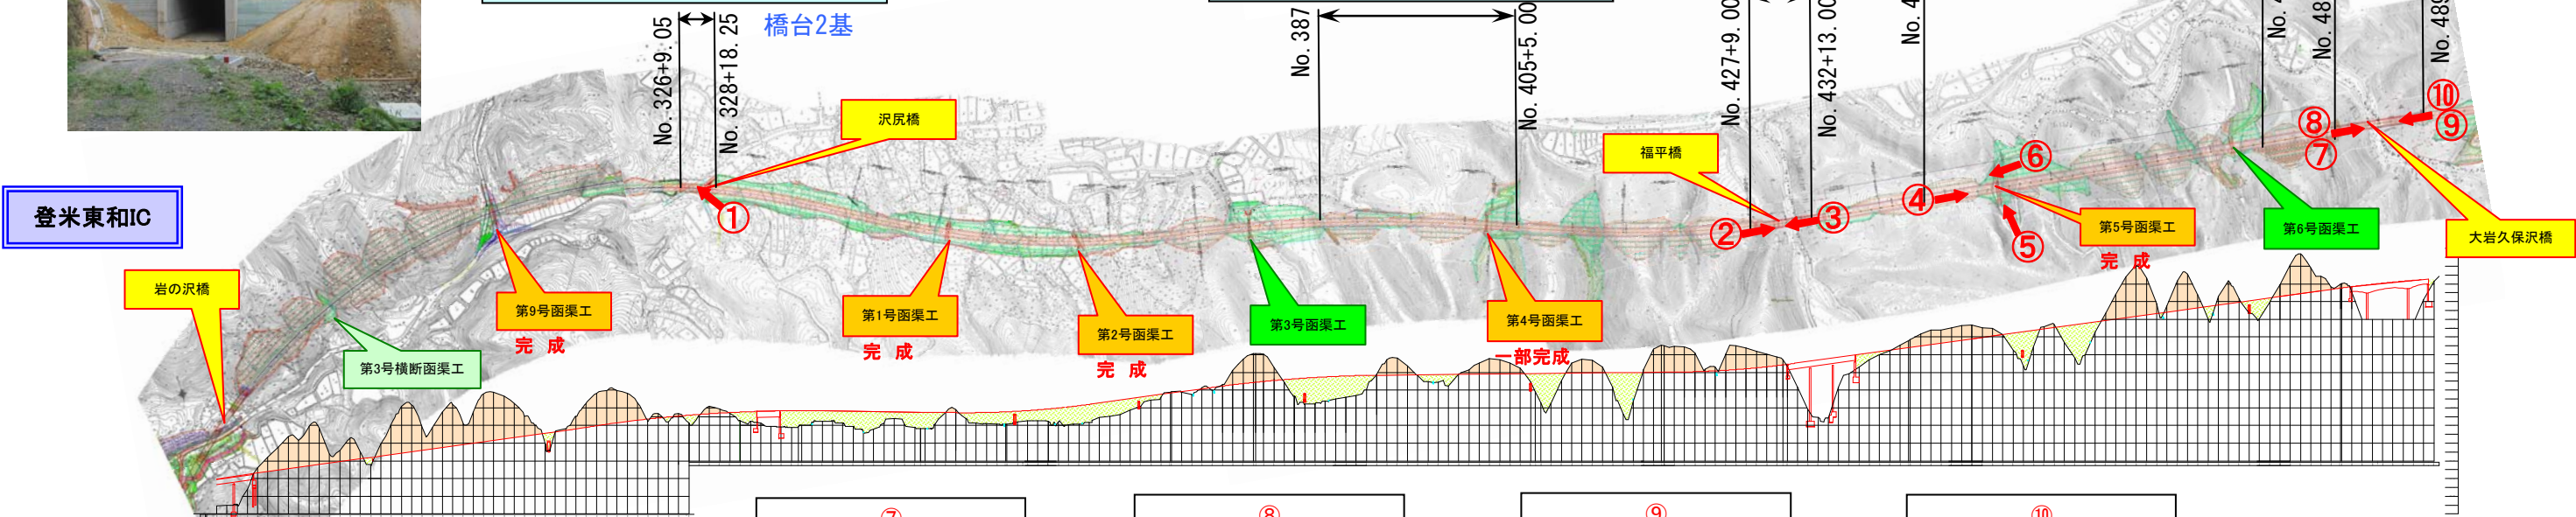 橋台2基
No. 326+9. 05
No. 328+18. 25
No. 387
No. 405+5. 00
No. 427+9. 00
No. 432+13. 00
沢尻橋
福平橋
登米東和IC
岩の沢橋
第3号横断函渠工
第9号函渠工
完 成
第1号函渠工
完 成
第2号函渠工
完 成
第3号函渠工
第4号函渠工
一部完成
第5号函渠工
完 成
第6号函渠工
大岩久保沢橋
①
②
③
④
⑤
⑥
⑧
⑦
⑩
⑨
⑦
⑧
⑨
⑩